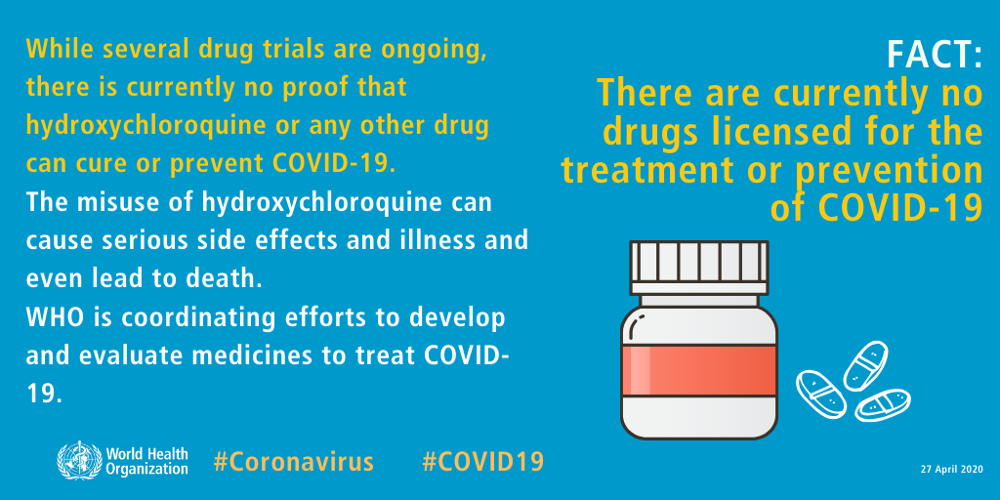 While several drug trials are ongoing,
there is currently no proof that
hydroxychloroquine or any other drug
can cure or prevent COVID-19.
The misuse of hydroxychloroquine can
cause serious side effects and illness and
even lead to death.
WHO is coordinating efforts to develop
and evaluate medicines to treat COVID-
19.
FACT:
There are currently no
drugs licensed for the
treatment or prevention
of COVID-19
World Health
Organization
#Coronavirus #COVID19
27 April 2020